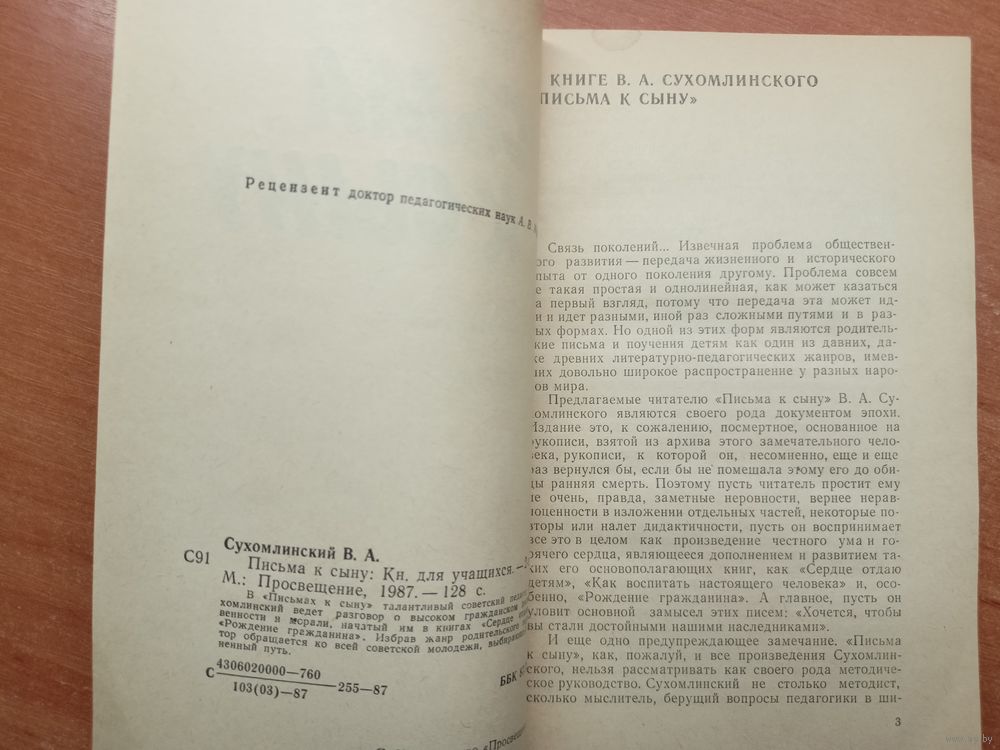 Рецензент доктор педагогических наук А. В.
Сухомлинский В. А.
С91
Письма к сыну: Кн. для учащихся.—
М.: Просвещение, 1987.— 128 с.
В «Письмах к сыну» талантливый советский
хомлинский ведет разговор о высоком гражданском
венности и морали, начатый им в книгах «Сердце
«Рождение гражданина». Избрав жанр родительского
тор обращается ко всей советской молодежи,
ненный путь.
С 4306020000—760
103(03)—87
255—87
ББК
КНИГЕ В. А. СУХОМЛИНСКОГО
ПИСЬМА К СЫНУ»
Связь поколений... Извечная проблема обществен-
ого развития — передача жизненного и исторического
пыта от одного поколения другому. Проблема совсем
е такая простая и однолинейная, как может казаться
а первый взгляд, потому что передача эта может ид-
и и идет разными, иной раз сложными путями и в раз-
ых формах. Но одной из этих форм являются родитель-
кие письма и поучения детям как один из давних, да-
же древних литературно-педагогических жанров, имев-
ших довольно широкое распространение у разных наро-
ов мира.
Предлагаемые читателю «Письма к сыну» В. А. Су-
хомлинского являются своего рода документом эпохи.
Издание это, к сожалению, посмертное, основанное на
рукописи, взятой из архива этого замечательного чело-
века, рукописи, к которой он, несомненно, еще и еще
раз вернулся бы, если бы не помешала этому его до оби-
ды ранняя смерть. Поэтому пусть читатель простит ему
не очень, правда, заметные неровности, вернее нерав-
ноценности в изложении отдельных частей, некоторые по-
вторы или налет дидактичности, пусть он воспринимает
все это в целом как произведение честного ума и го-
рячего сердца, являющееся дополнением и развитием та-
ких его основополагающих книг, как «Сердце отдаю
детям», «Как воспитать настоящего человека» и, осо-
бенно, «Рождение гражданина». А главное, пусть он
уловит основной замысел этих писем: «Хочется, чтобы
вы стали достойными нашими наследниками».
И еще одно предупреждающее замечание. «Письма
к сыну», как, пожалуй, и все произведения Сухомлин-
ского, нельзя рассматривать как своего рода методиче-
ское руководство. Сухомлинский не столько методист,
сколько мыслитель, берущий вопросы педагогики в ши-
3